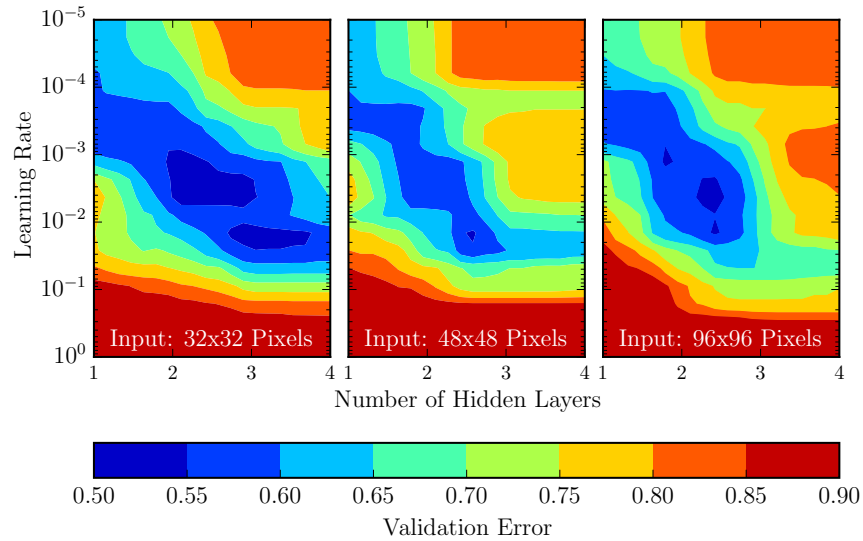 10⁻⁵
10⁻⁴
10⁻³
10⁻²
10⁻¹
10⁰
Learning Rate
Input: 32x32 Pixels
Input: 48x48 Pixels
Input: 96x96 Pixels
1 2 3 4
1 2 3 4
1 2 3 4
Number of Hidden Layers
0.50 0.55 0.60 0.65 0.70 0.75 0.80 0.85 0.90
Validation Error